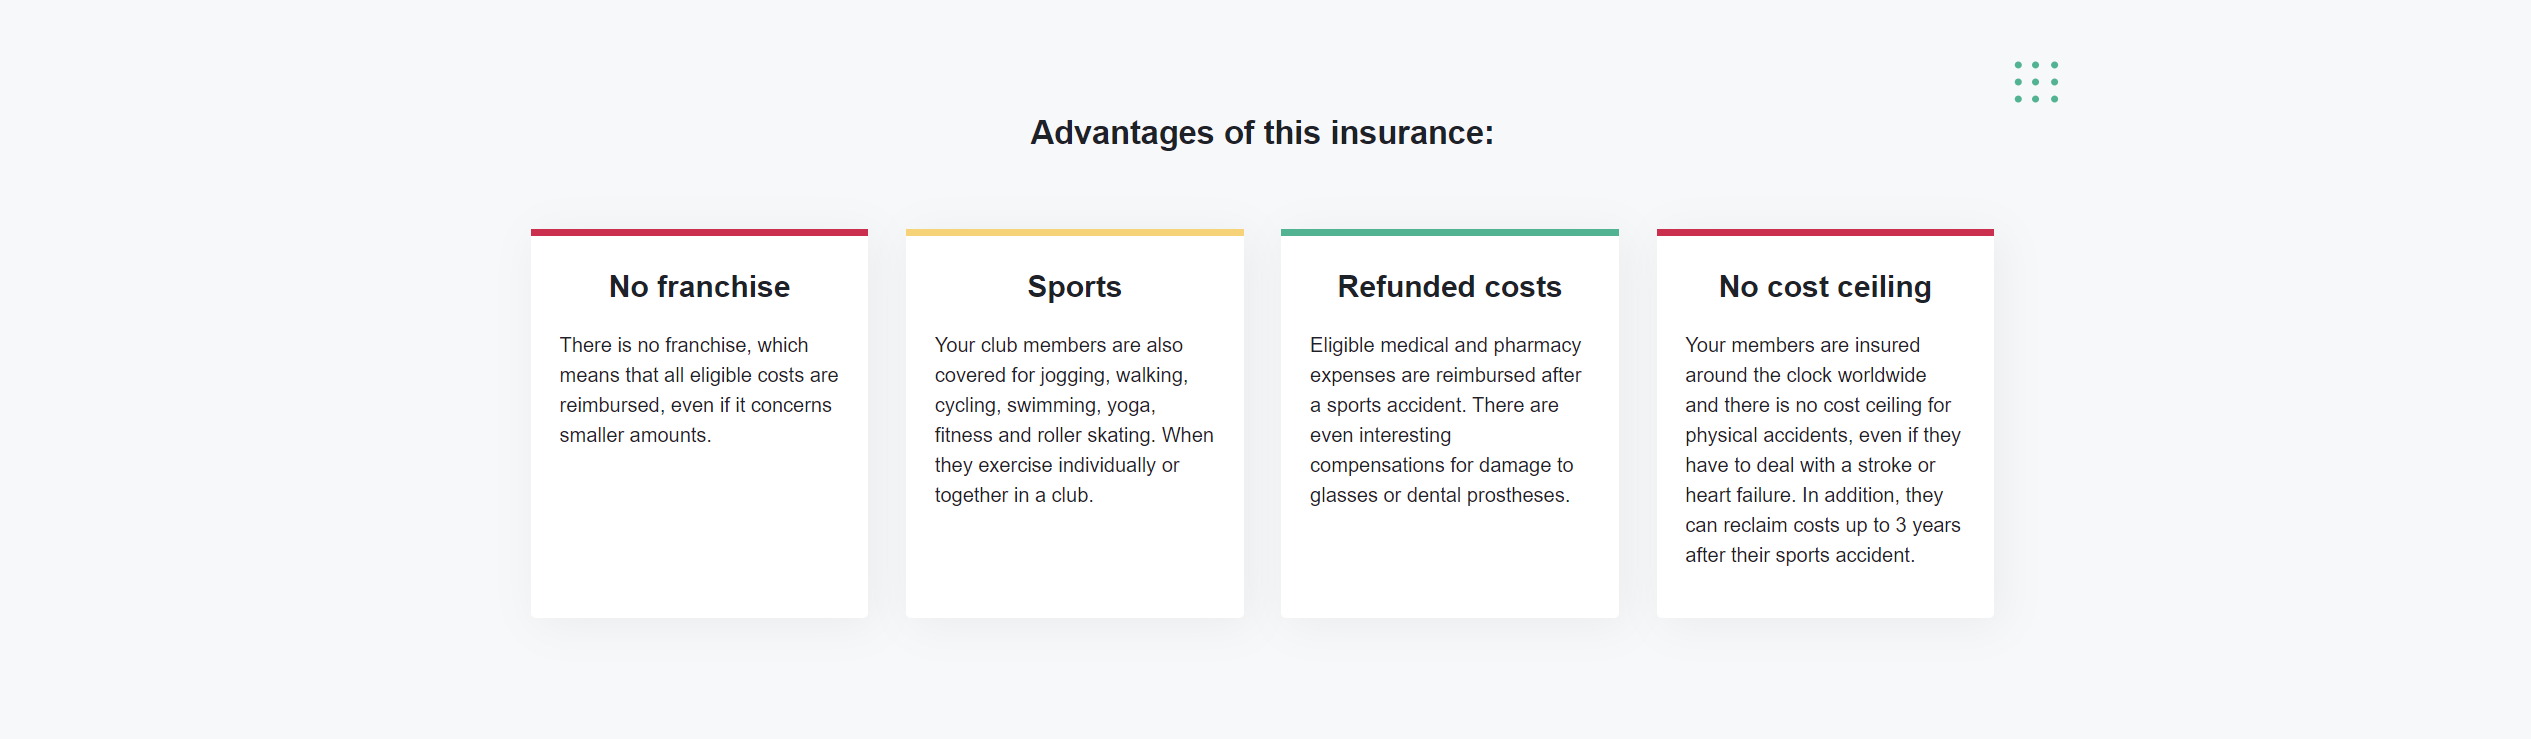 Advantages of this insurance:
No franchise
There is no franchise, which
means that all eligible costs are
reimbursed, even if it concerns
smaller amounts.
Sports
Your club members are also
covered for jogging, walking,
cycling, swimming, yoga,
fitness and roller skating. When
they exercise individually or
together in a club.
Refunded costs
Eligible medical and pharmacy
expenses are reimbursed after
a sports accident. There are
even interesting
compensations for damage to
glasses or dental prostheses.
No cost ceiling
Your members are insured
around the clock worldwide
and there is no cost ceiling for
physical accidents, even if they
have to deal with a stroke or
heart failure. In addition, they
can reclaim costs up to 3 years
after their sports accident.